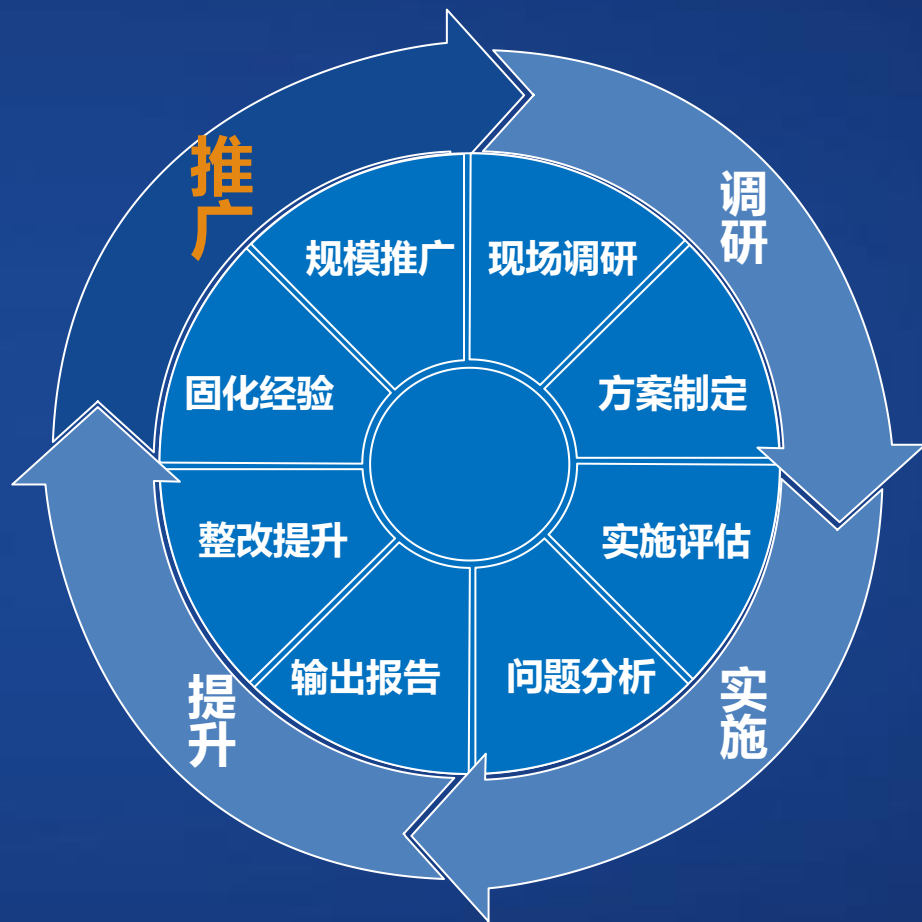 推广
调研
规模推广
现场调研
固化经验
方案制定
整改提升
实施评估
输出报告
问题分析
提升
实施